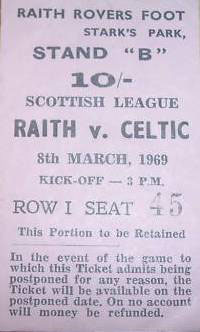 RAITH ROVERS FOOT
STARK'S PARK,
STAND "B"
10/-
SCOTTISH LEAGUE
RAITH v. CELTIC
8th MARCH, 1969
KICK-OFF — 3 P.M.
ROW I SEAT 45
This Portion to be Retained
In the event of the game to
which this Ticket admits being
postponed for any reason, the
Ticket will be available on the
postponed date. On no account
will money be refunded.